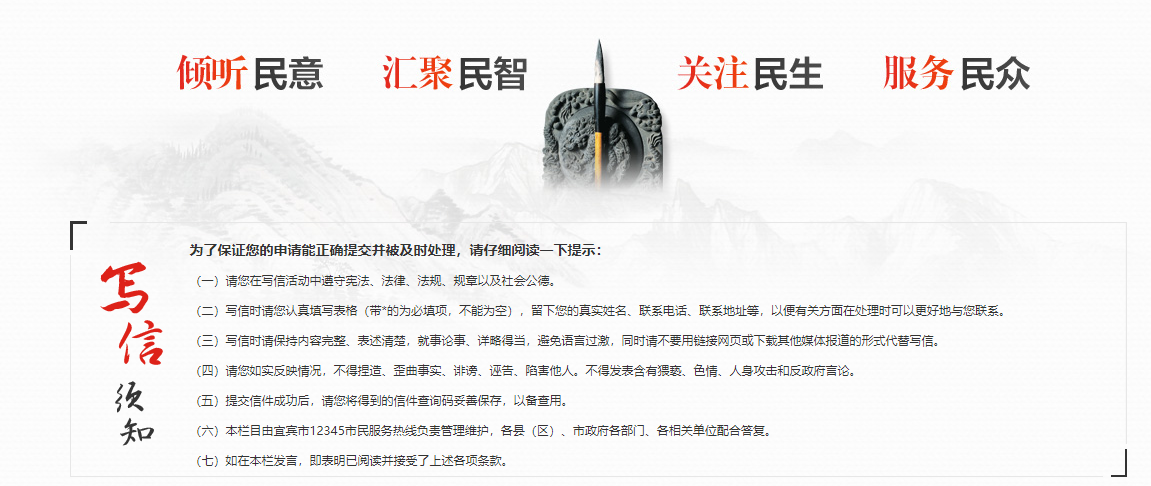 倾听民意 汇聚民智 关注民生 服务民众
写信须知
为了保证您的申请能正确提交并被及时处理，请仔细阅读一下提示：
（一）请您在写信活动中遵守宪法、法律、法规、规章以及社会公德。
（二）写信时请您认真填写表格（带*的为必填项，不能为空），留下您的真实姓名、联系电话、联系地址等，以便有关方面在处理时可以更好地与您联系。
（三）写信时请保持内容完整、表述清楚，就事论事、详略得当，避免语言过激，同时请不要用链接网页或下载其他媒体报道的形式代替写信。
（四）请您如实反映情况，不得捏造、歪曲事实、诽谤、诬告、陷害他人。不得发表含有猥亵、色情、人身攻击和反政府言论。
（五）提交信件成功后，请您将得到的信件查询码妥善保存，以备查用。
（六）本栏目由宜宾市12345市民服务热线负责管理维护，各县（区）、市政府各部门、各相关单位配合答复。
（七）如在本栏发言，即表明已阅读并接受了上述各项条款。